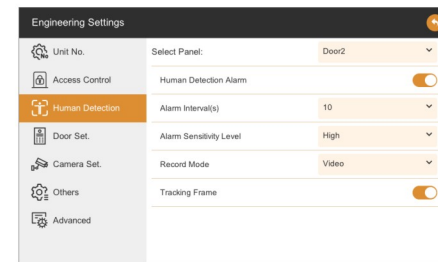 Engineering Settings
Unit No.
Select Panel:
Door2
Access Control
Human Detection Alarm
Human Detection
Alarm Interval(s)
10
Door Set.
Alarm Sensitivity Level
High
Camera Set.
Record Mode
Video
Others
Tracking Frame
Advanced